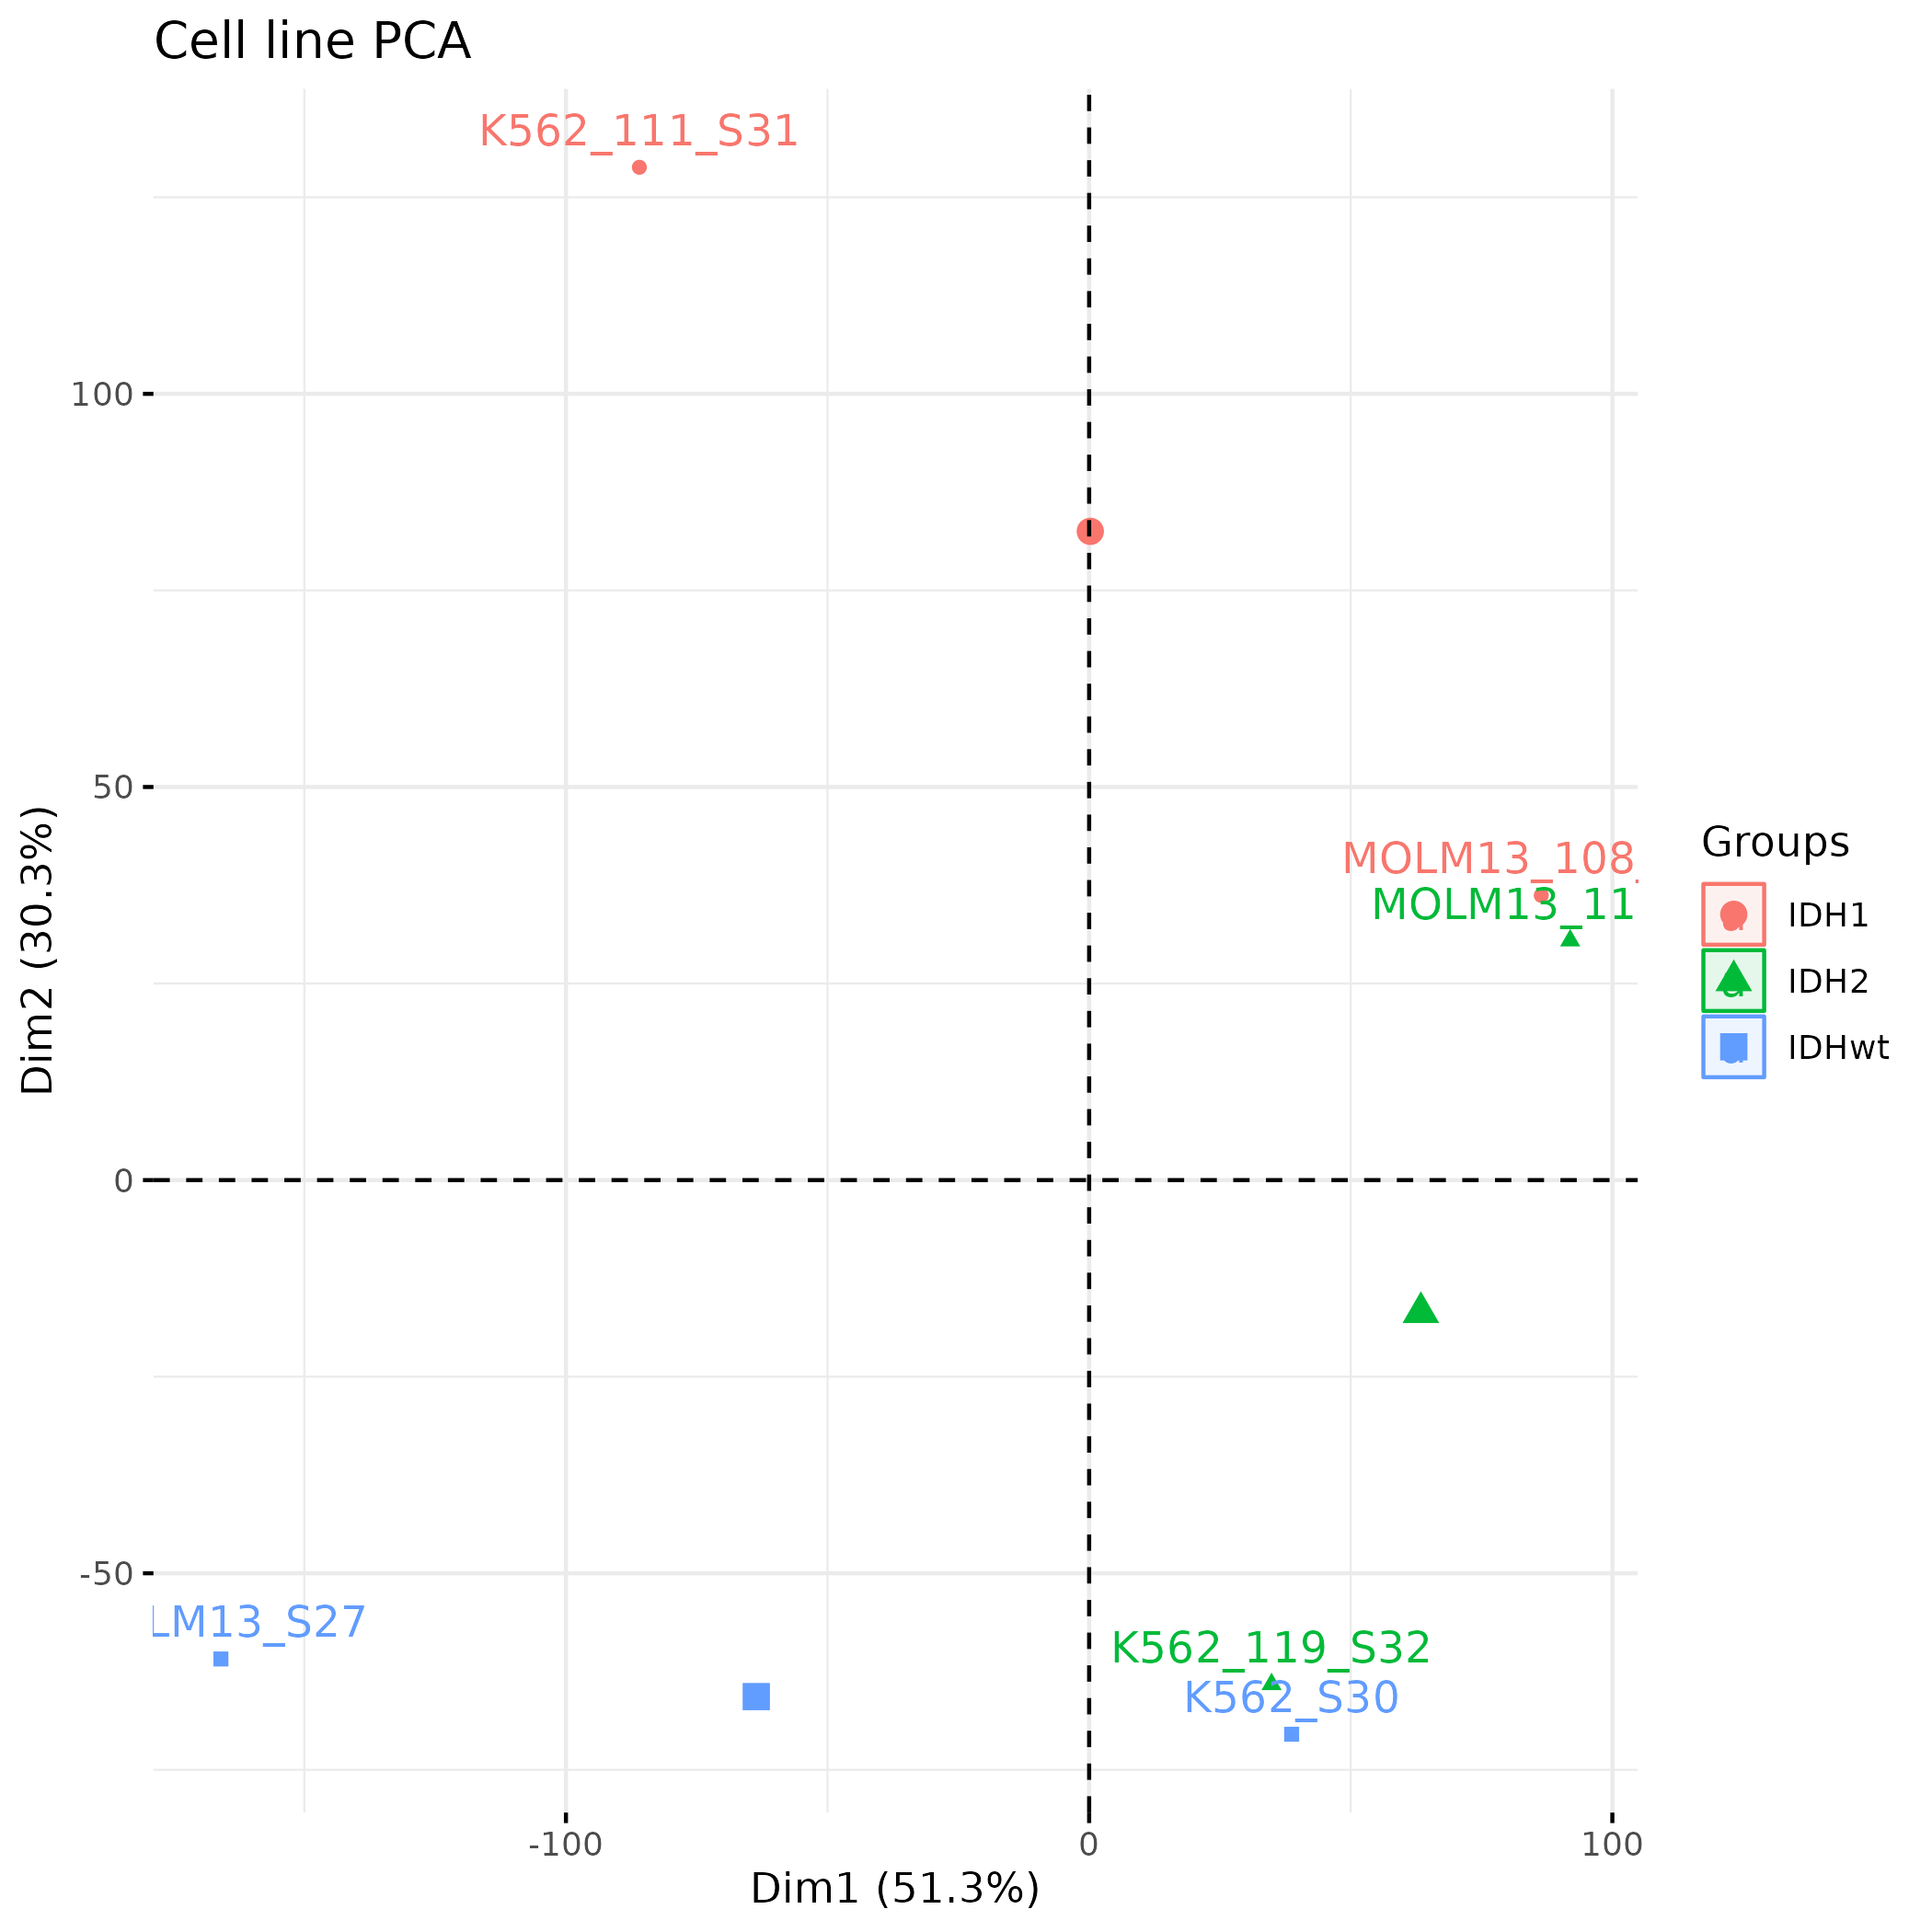 Cell line PCA
K562_111_S31
100
50
MOLM13_108_
MOLM13_11
Groups
IDH1
IDH2
IDHwt
Dim2 (30.3%)
0
-50
LM13_S27
K562_119_S32
K562_S30
-100
0
100
Dim1 (51.3%)